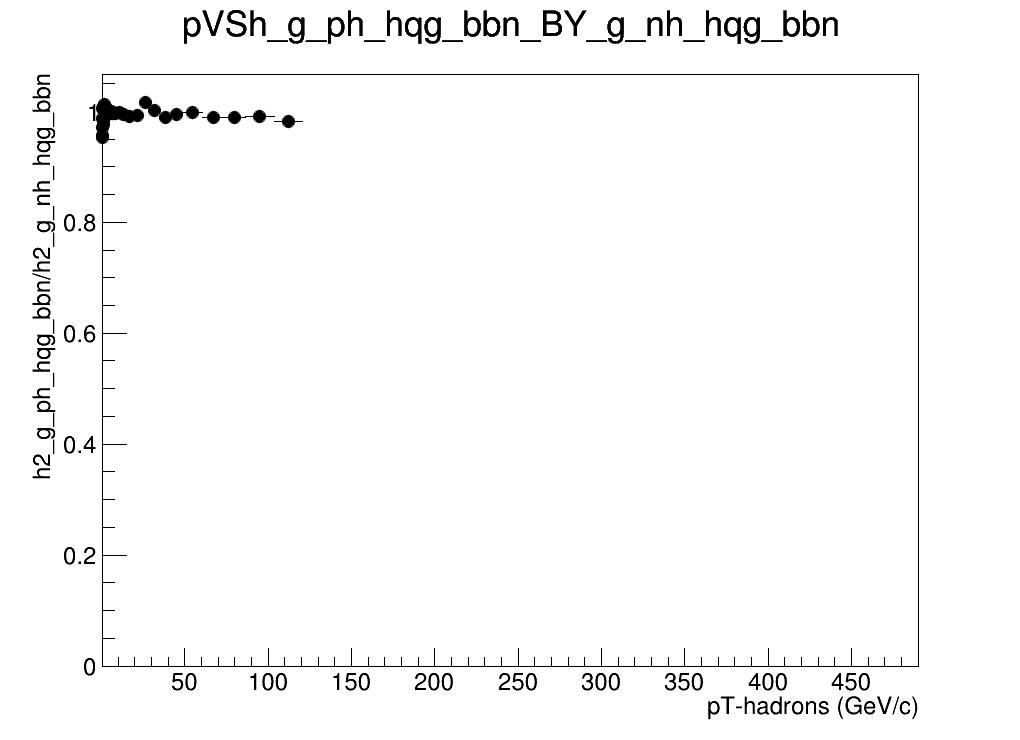 pVSh_g_ph_hqg_bbn_BY_g_nh_hqg_bbn
h2_g_ph_hqg_bbn/h2_g_nh_hqg_bbn
1
0.8
0.6
0.4
0.2
0
50 100 150 200 250 300 350 400 450
pT-hadrons (GeV/c)